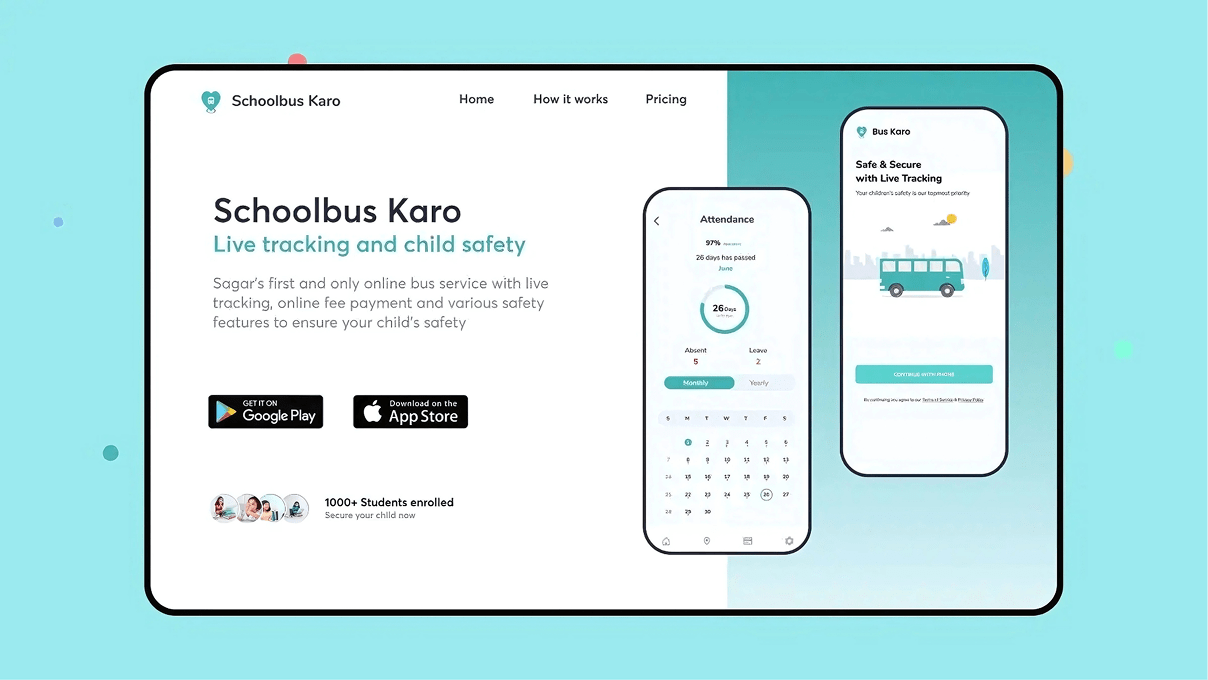 Schoolbus Karo
Home
How it works
Pricing
Schoolbus Karo
Live tracking and child safety
Sagar's first and only online bus service with live
tracking, online fee payment and various safety
features to ensure your child's safety
GET IT ON
Google Play
Download on the
App Store
1000+ Students enrolled
Secure your child now
Attendance
97%
26 days has passed
June
26 Days
Absent
Leave
5
2
Monthly
Yearly
S M T W T F S
1 2 3 4 5 6
7 8 9 10 11 12 13
14 15 16 17 18 19 20
21 22 23 24 25 26 27
28 29 30
Bus Karo
Safe & Secure
with Live Tracking
Your children's safety is our topmost priority
CONTINUE WITH PHONE
By continuing you agree to our Terms of Service & Privacy Policy